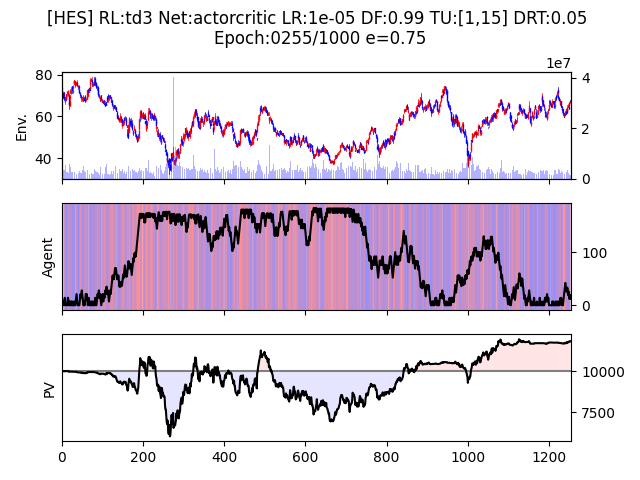 [HES] RL:td3 Net:actorcritic LR:1e-05 DF:0.99 TU:[1,15] DRT:0.05
Epoch:0255/1000 e=0.75
1e7
80
60
40
Env.
4
2
0
Agent
100
0
PV
10000
7500
0 200 400 600 800 1000 1200